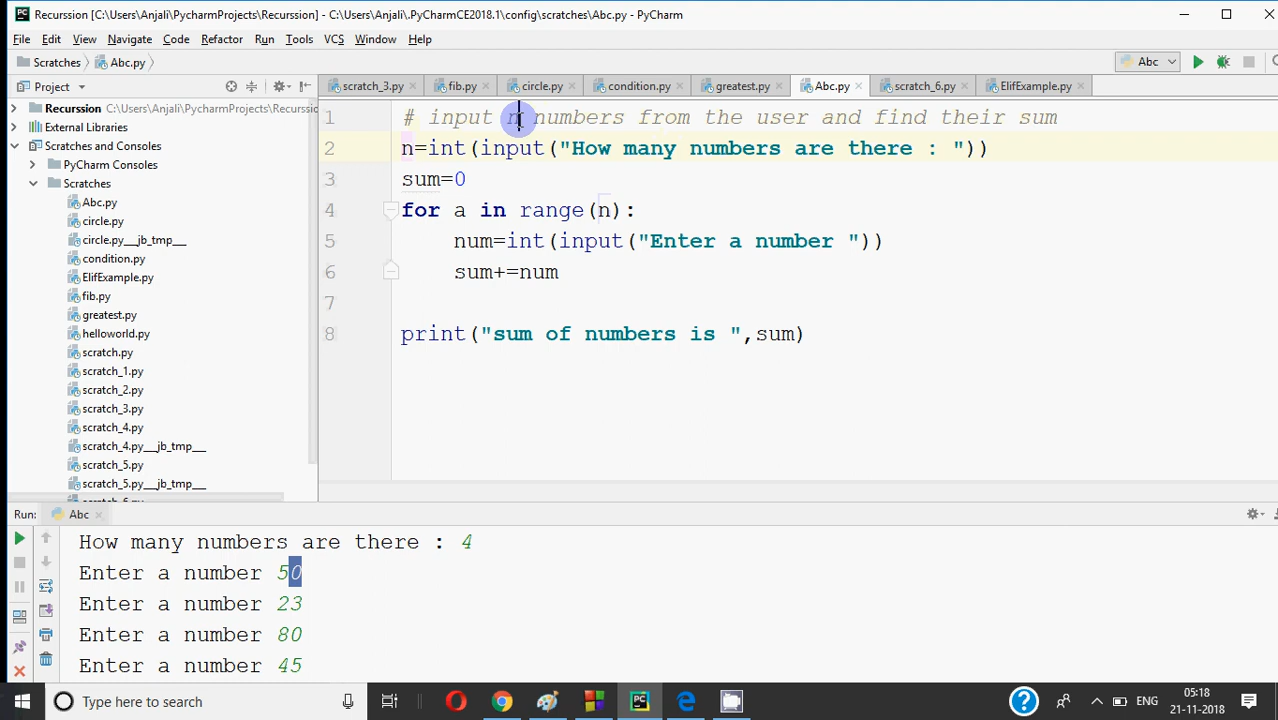 Recurssion [C:\Users\Anjali\PycharmProjects\Recurssion] - C:\Users\Anjali\.PyCharmCE2018.1\config\scratches\Abc.py - PyCharm
File Edit View Navigate Code Refactor Run Tools VCS Window Help
Scratches Abc.py Abc
Project scratch_3.py fib.py circle.py condition.py greatest.py Abc.py scratch_6.py ElifExample.py
Recurssion C:\Users\Anjali\PycharmProjects\Recurssion
External Libraries
Scratches and Consoles
PyCharm Consoles
Scratches
Abc.py
circle.py
circle.py__jb_tmp__
condition.py
ElifExample.py
fib.py
greatest.py
helloworld.py
scratch.py
scratch_1.py
scratch_2.py
scratch_3.py
scratch_4.py
scratch_4.py__jb_tmp__
scratch_5.py
scratch_5.py__jb_tmp__
1 # input n numbers from the user and find their sum
2 n=int(input("How many numbers are there : "))
3 sum=0
4 for a in range(n):
5 num=int(input("Enter a number "))
6 sum+=num
7
8 print("sum of numbers is ",sum)
Run: Abc
How many numbers are there : 4
Enter a number 50
Enter a number 23
Enter a number 80
Enter a number 45
Type here to search
ENG
05:18
21-11-2018